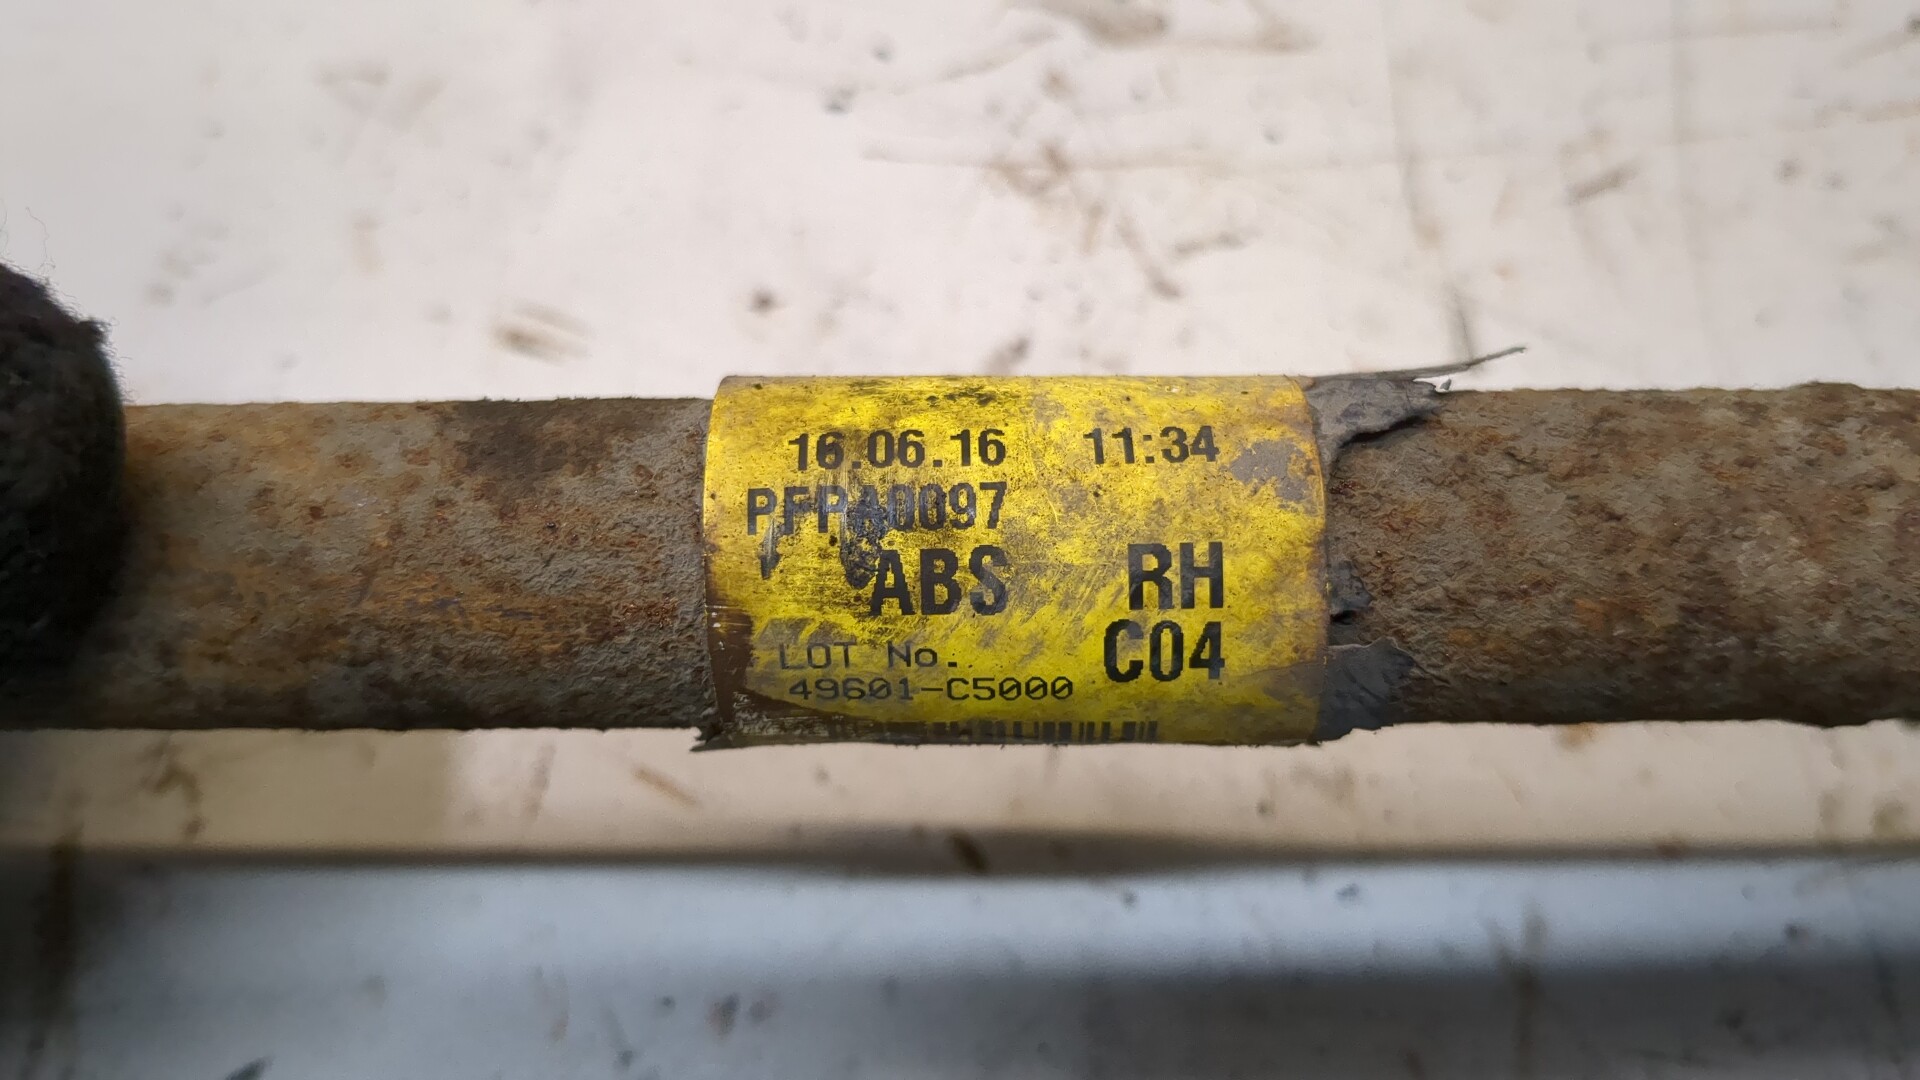 16.06.16 11:34
PFPA0097
ABS RH
LOT No. C04
49601-C5000